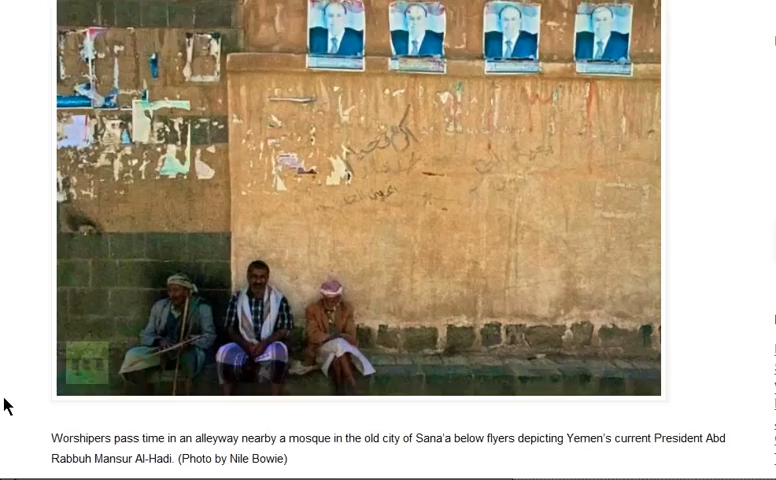 Worshipers pass time in an alleyway nearby a mosque in the old city of Sana'a below flyers depicting Yemen's current President Abd
Rabbuh Mansur Al-Hadi. (Photo by Nile Bowie)